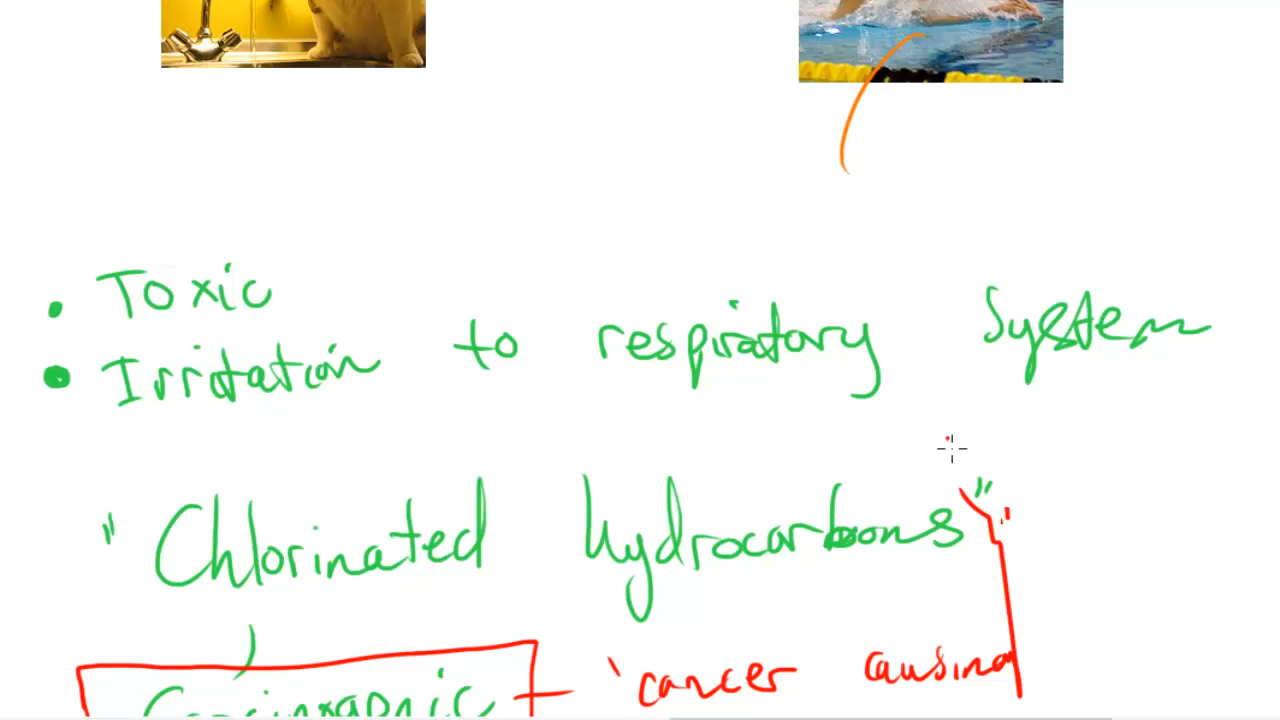 • Toxic
• Irritation to respiratory system
" Chlorinated hydrocarbons "
'cancer causing